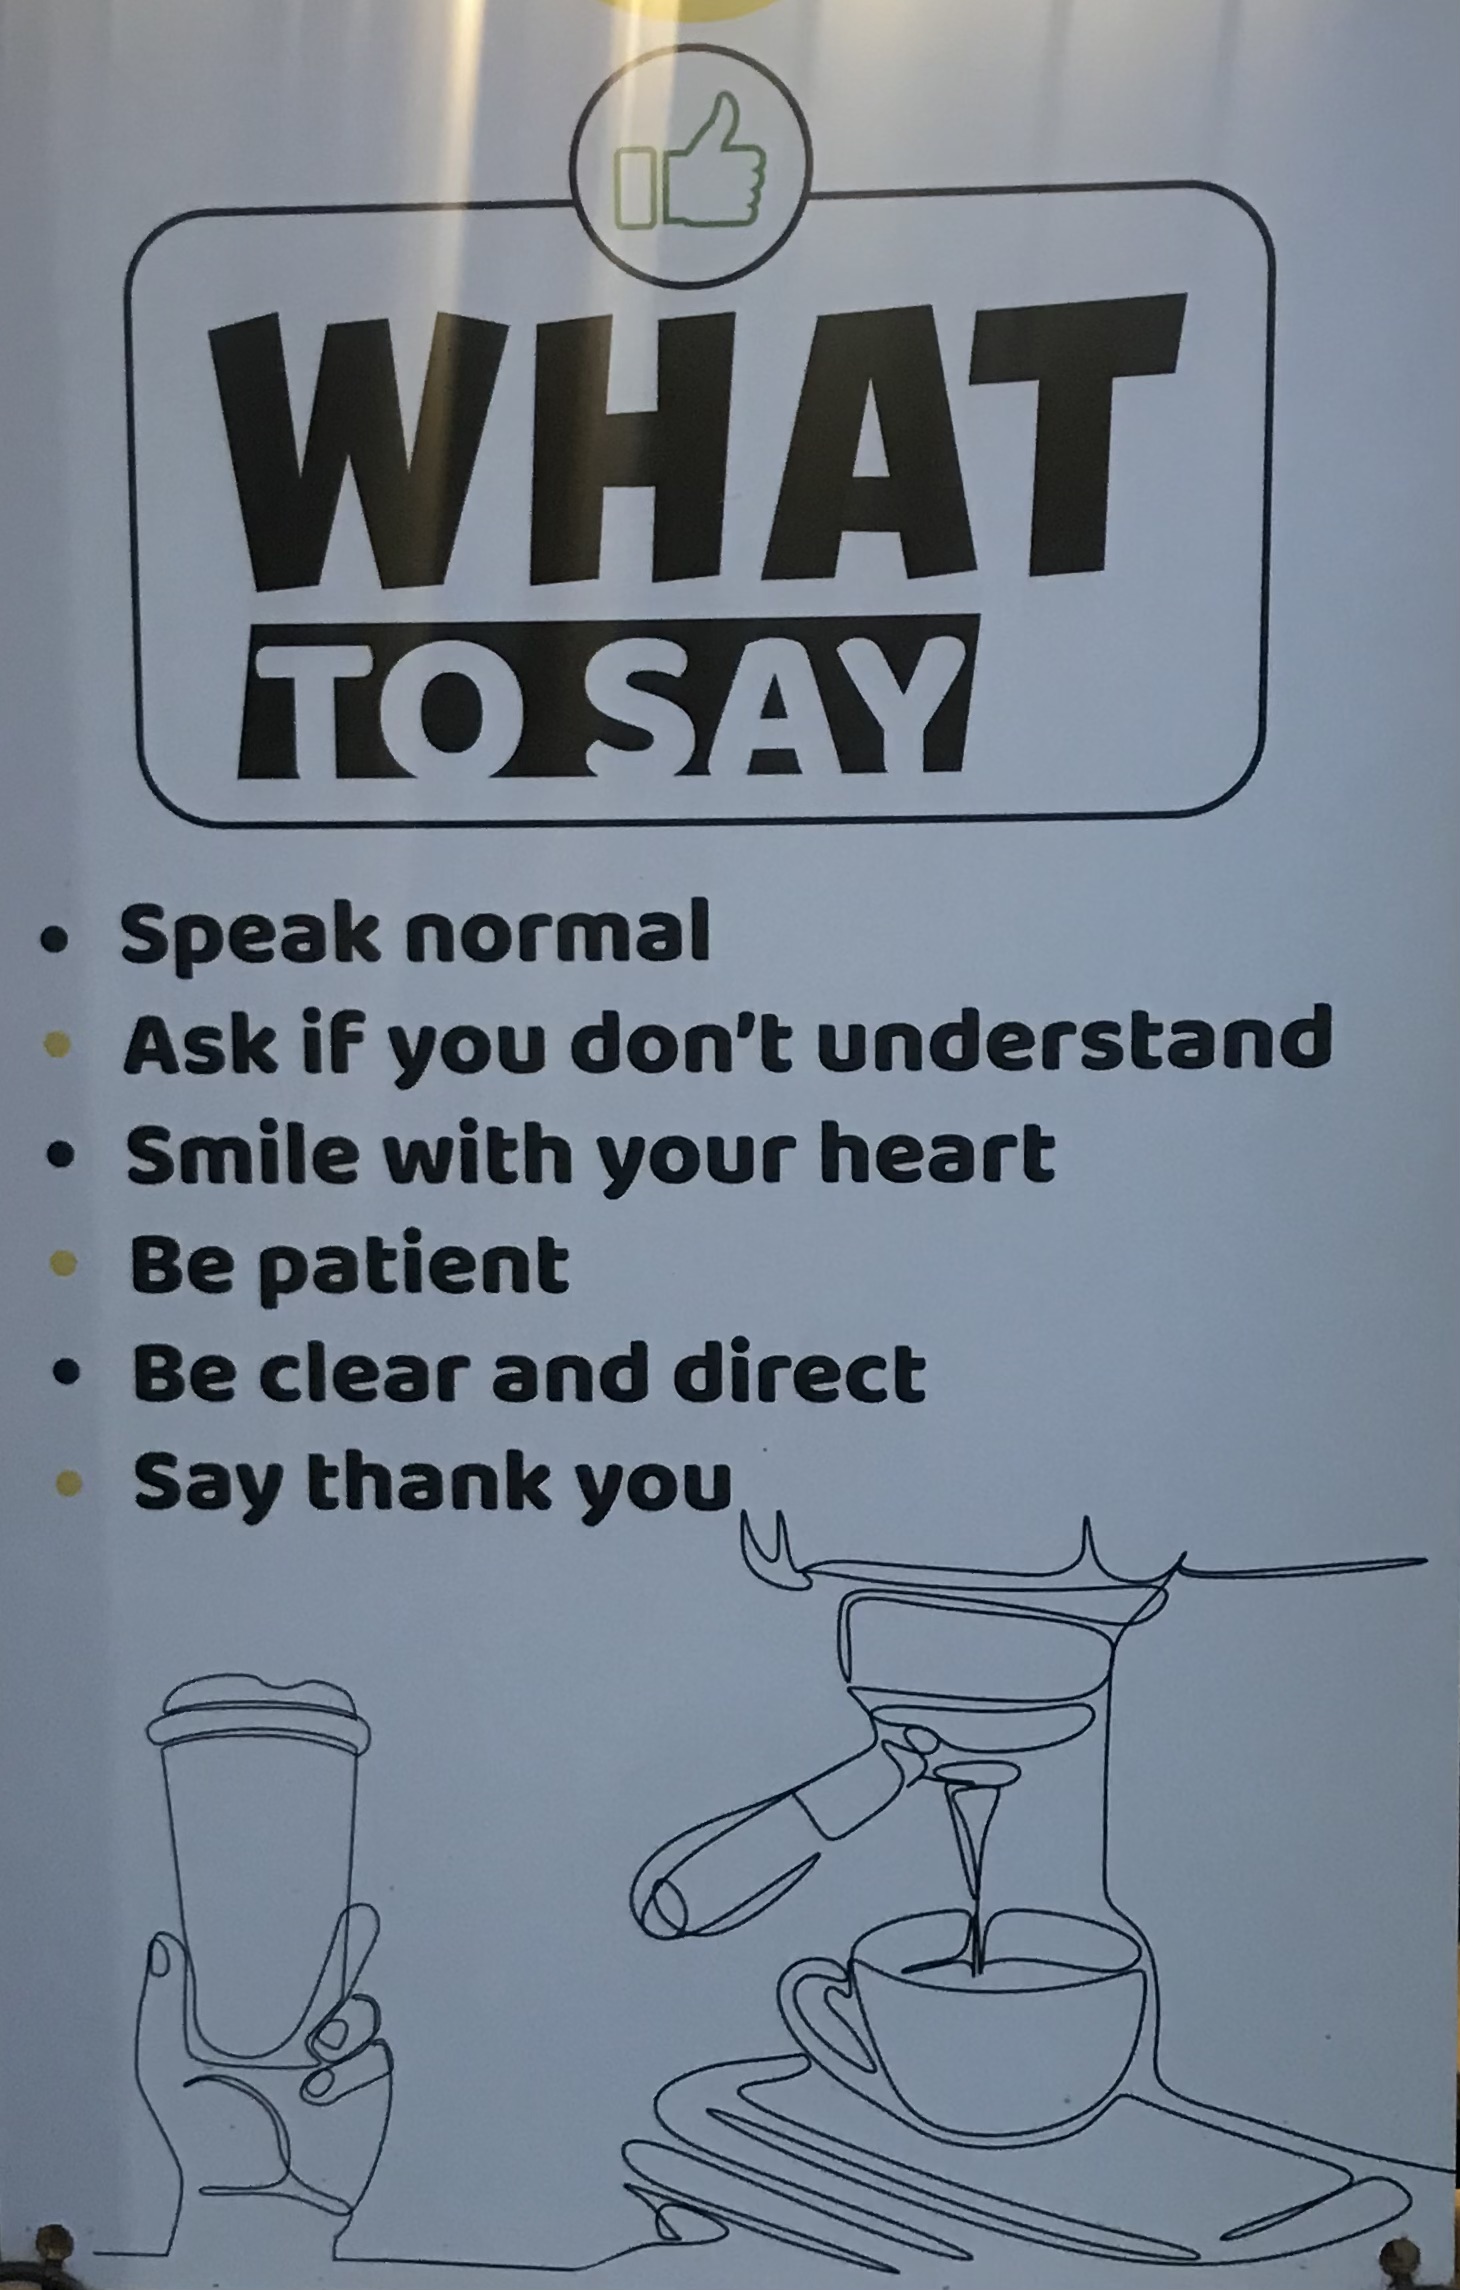 WHAT
TO SAY
• Speak normal
• Ask if you don't understand
• Smile with your heart
• Be patient
• Be clear and direct
• Say thank you